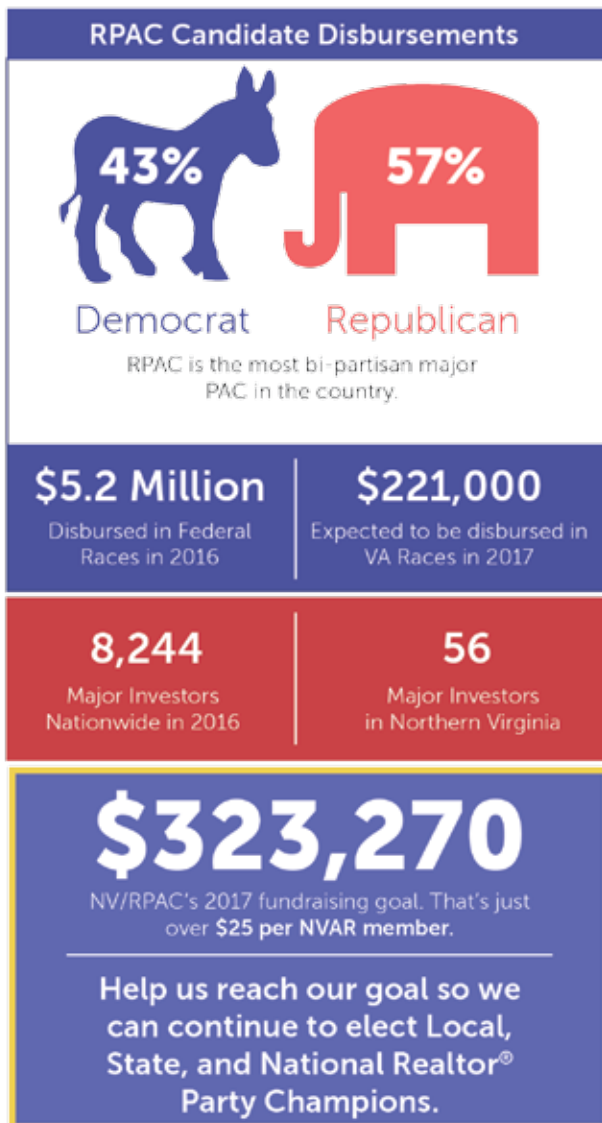 RPAC Candidate Disbursements
43%
57%
Democrat
Republican
RPAC is the most bi-partisan major
PAC in the country.
$5.2 Million
Disbursed in Federal
Races in 2016
$221,000
Expected to be disbursed in
VA Races in 2017
8,244
Major Investors
Nationwide in 2016
56
Major Investors
in Northern Virginia
$323,270
NV/RPAC's 2017 fundraising goal. That's just
over $25 per NVAR member.
Help us reach our goal so we
can continue to elect Local,
State, and National Realtor®
Party Champions.